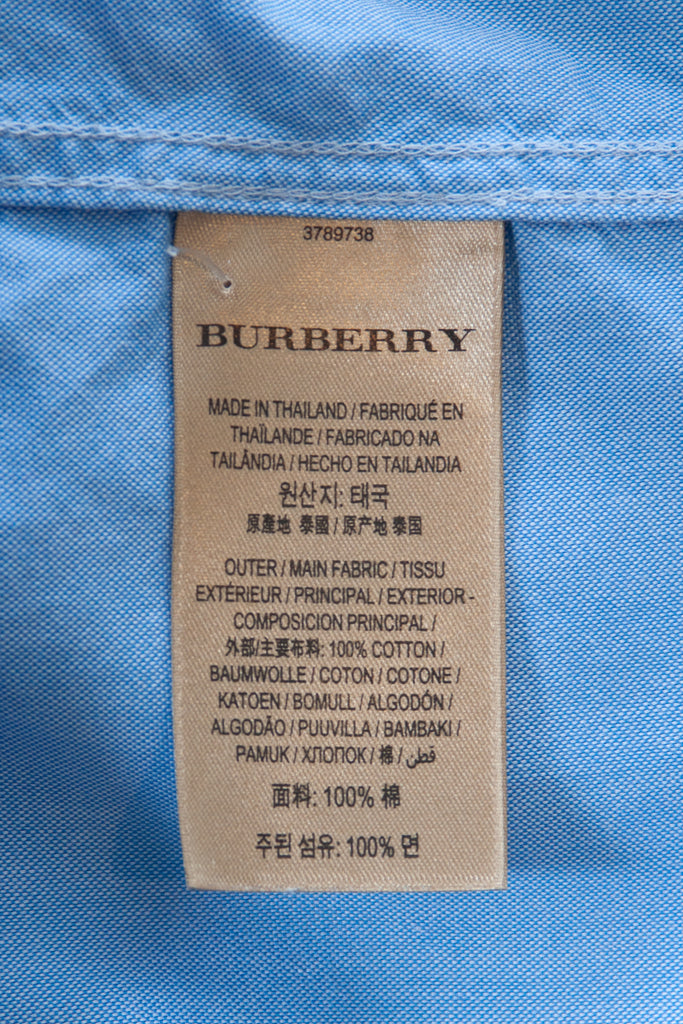 3789738
BURBERRY
MADE IN THAILAND / FABRIQUÉ EN
THAÏLANDE / FABRICADO NA
TAILÂNDIA / HECHO EN TAILANDIA
원산지: 태국
原產地 泰國 / 原产地 泰国
OUTER / MAIN FABRIC / TISSU
EXTÉRIEUR / PRINCIPAL / EXTERIOR -
COMPOSICION PRINCIPAL /
外部/主要布料: 100% COTTON /
BAUMWOLLE / COTON / COTONE /
KATOEN / BOMULL / ALGODÓN /
ALGODÃO / PUUVILLA / BAMBAKI /
PAMUK / ХЛОПОК / 棉 / قطن
面料: 100% 棉
주된 섬유: 100% 면